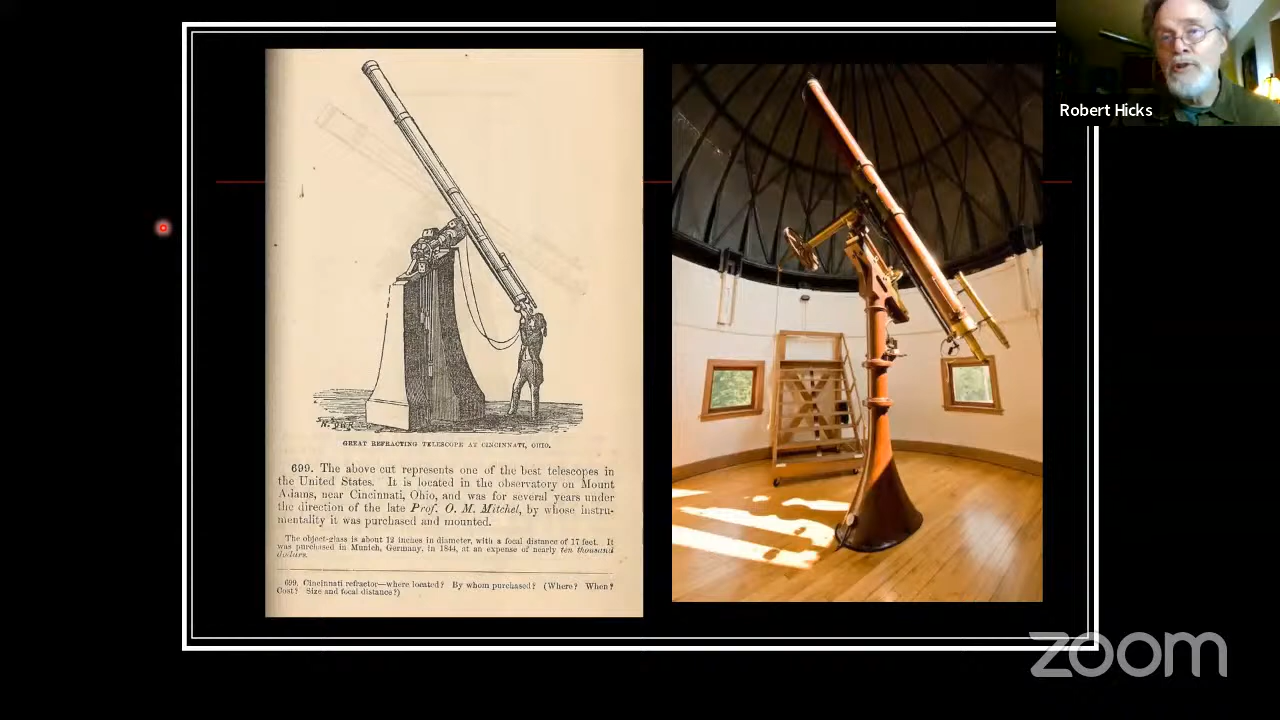 GREAT REFRACTING TELESCOPE AT CINCINNATI, OHIO.
699. The above cut represents one of the best telescopes in
the United States. It is located in the observatory on Mount
Adams, near Cincinnati, Ohio, and was for several years under
the direction of the late Prof. O. M. Mitchel, by whose instru-
mentality it was purchased and mounted.
The object-glass is about 12 inches in diameter, with a focal distance of 17 feet. It
was purchased in Munich, Germany, in 1844, at an expense of nearly ten thousand
dollars.
699. Cincinnati refractor—where located? By whom purchased? (Where? When?
Cost? Size and focal distance?)
Robert Hicks
zoom